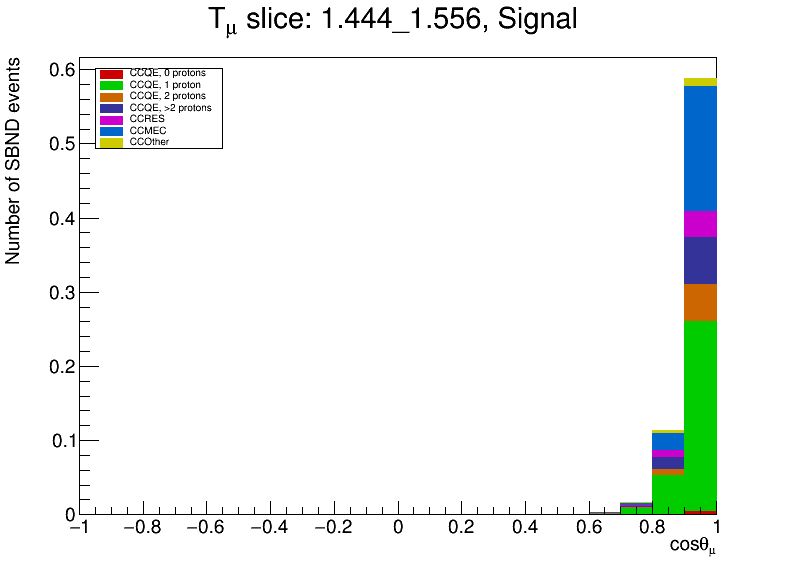 Tμ slice: 1.444_1.556, Signal
Number of SBND events
0.6
0.5
0.4
0.3
0.2
0.1
0
CCQE, 0 protons
CCQE, 1 proton
CCQE, 2 protons
CCQE, >2 protons
CCRES
CCMEC
CCOther
−1 −0.8 −0.6 −0.4 −0.2 0 0.2 0.4 0.6 0.8 1
cosθμ